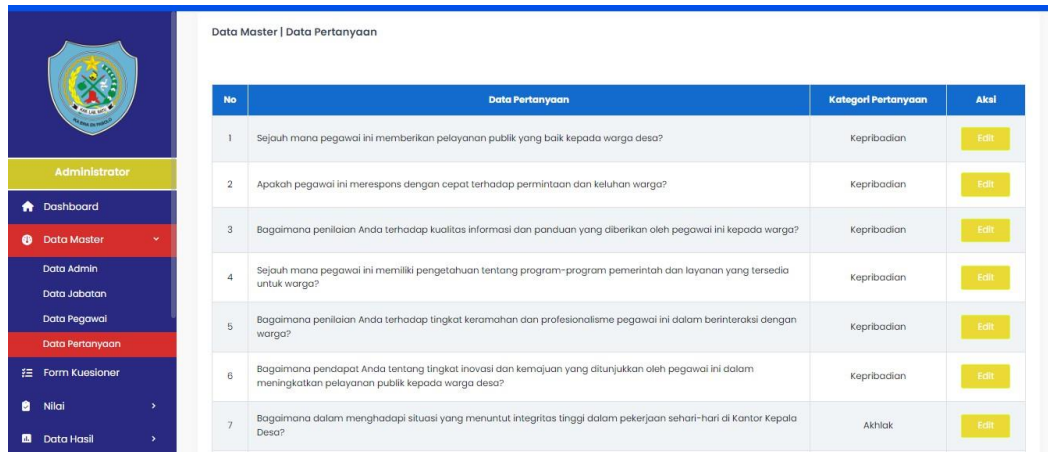 Data Master | Data Pertanyaan
Administrator
Dashboard
Data Master
Data Admin
Data Jabatan
Data Pegawai
Data Pertanyaan
Form Kuesioner
Nilai
Data Hasil
No Data Pertanyaan Kategori Pertanyaan Aksi
1 Sejauh mana pegawai ini memberikan pelayanan publik yang baik kepada warga desa? Kepribadian Edit
2 Apakah pegawai ini merespons dengan cepat terhadap permintaan dan keluhan warga? Kepribadian Edit
3 Bagaimana penilaian Anda terhadap kualitas informasi dan panduan yang diberikan oleh pegawai ini kepada warga? Kepribadian Edit
4 Sejauh mana pegawai ini memiliki pengetahuan tentang program-program pemerintah dan layanan yang tersedia
untuk warga? Kepribadian Edit
5 Bagaimana penilaian Anda terhadap tingkat keramahan dan profesionalisme pegawai ini dalam berinteraksi dengan
warga? Kepribadian Edit
6 Bagaimana pendapat Anda tentang tingkat inovasi dan kemajuan yang ditunjukkan oleh pegawai ini dalam
meningkatkan pelayanan publik kepada warga desa? Kepribadian Edit
7 Bagaimana dalam menghadapi situasi yang menuntut integritas tinggi dalam pekerjaan sehari-hari di Kantor Kepala
Desa? Akhlak Edit